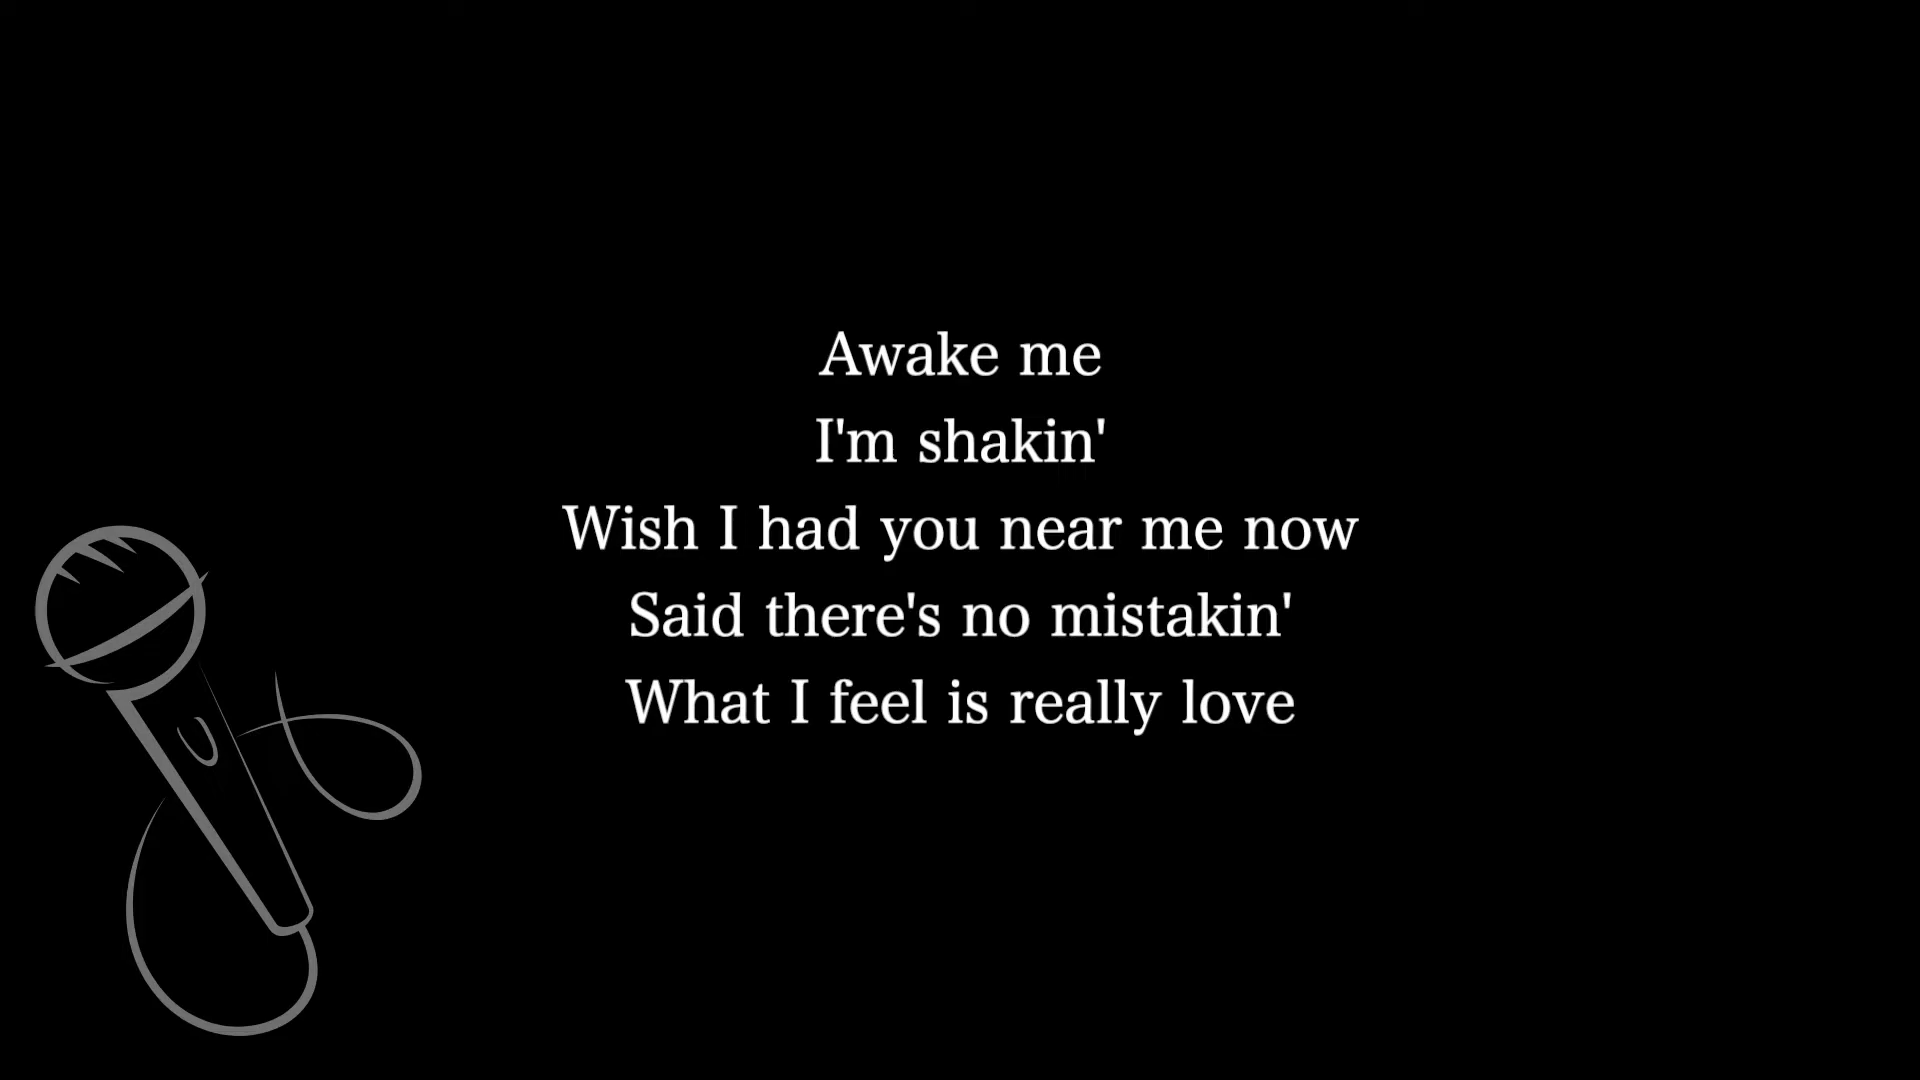 Awake me
I'm shakin'
Wish I had you near me now
Said there's no mistakin'
What I feel is really love